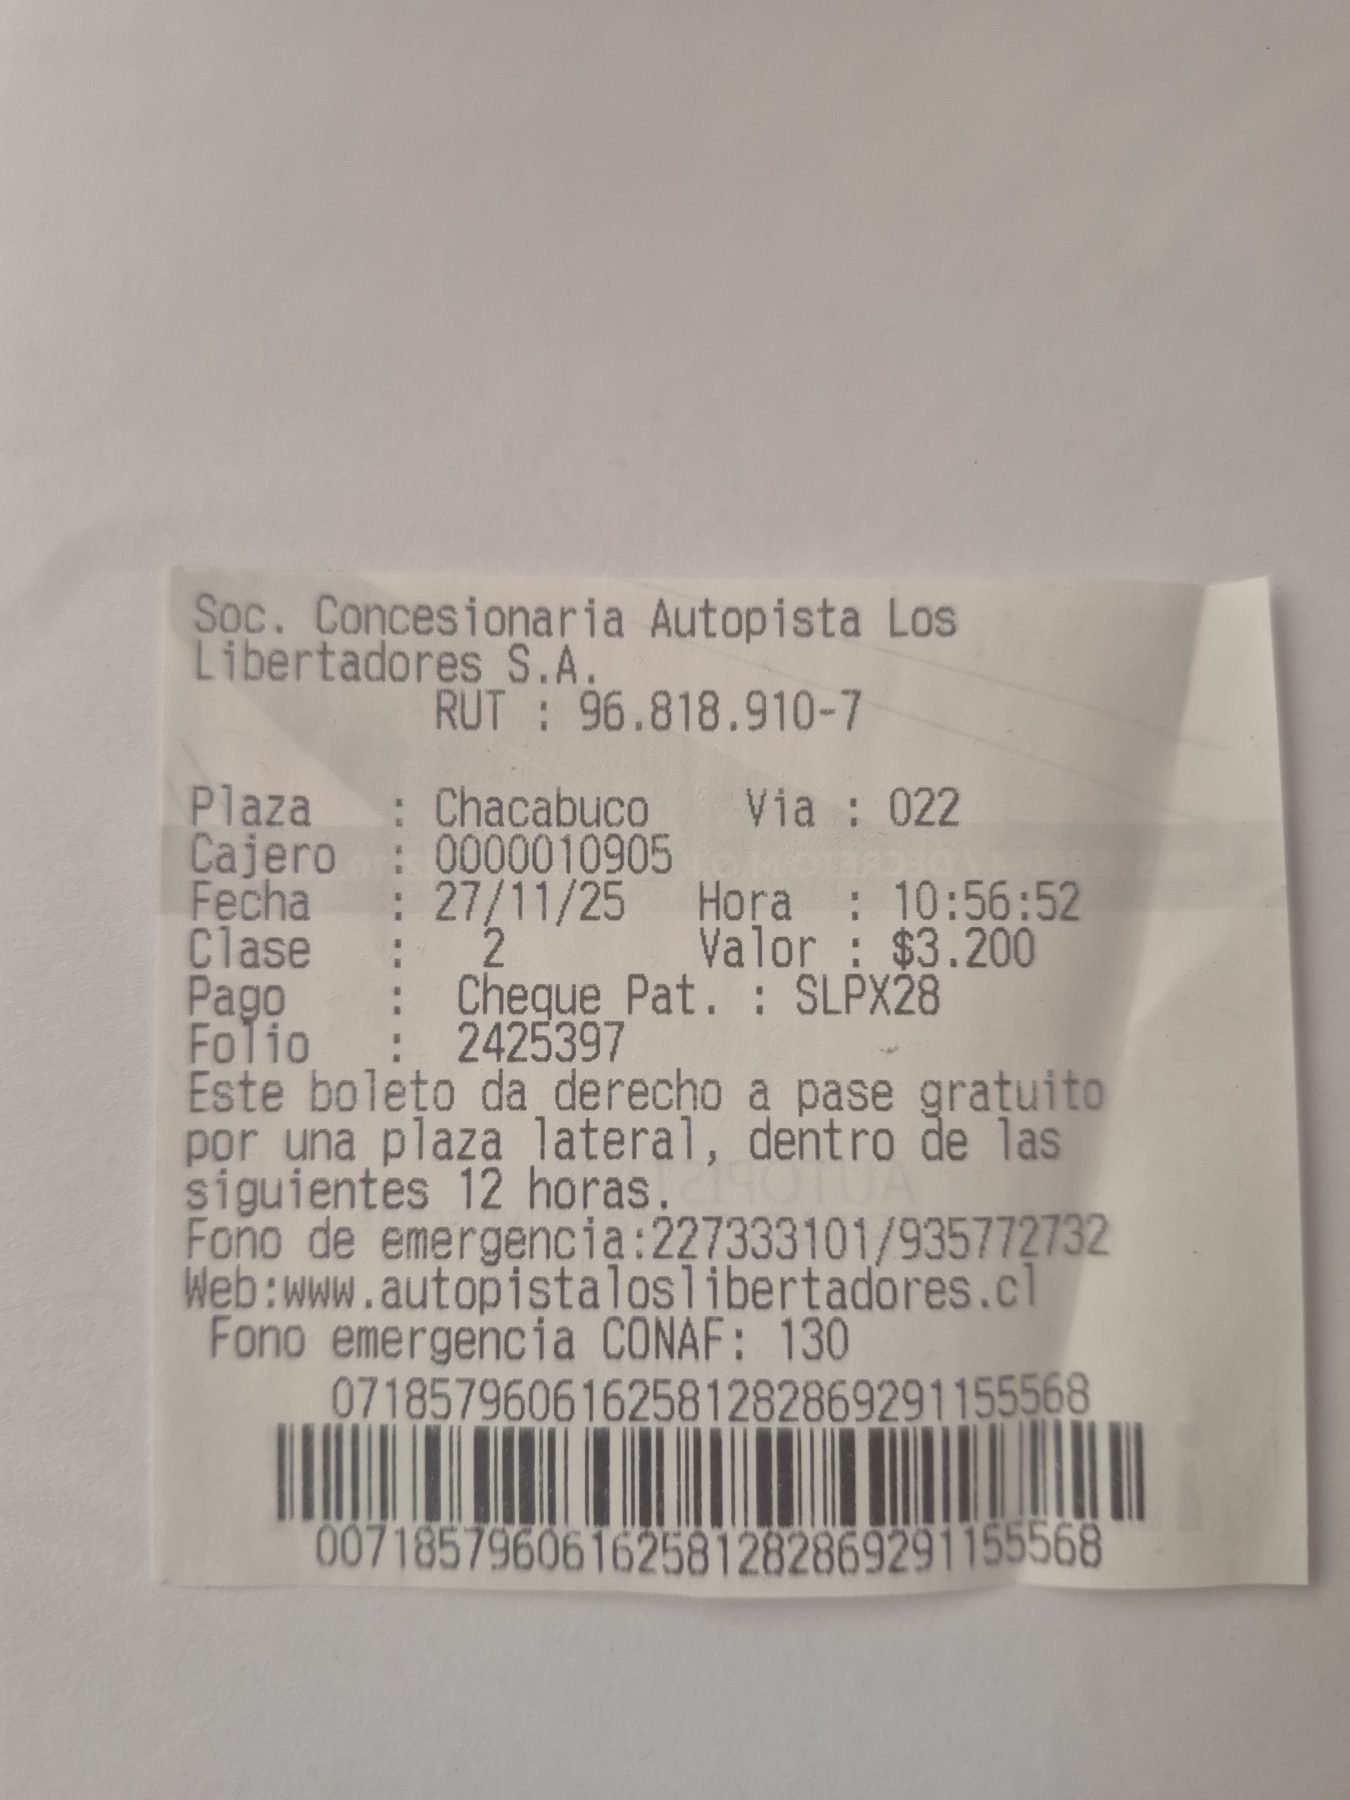 Soc. Concesionaria Autopista Los
Libertadores S.A.
RUT : 96.818.910-7
Plaza : Chacabuco Via : 022
Cajero : 0000010905
Fecha : 27/11/25 Hora : 10:56:52
Clase : 2 Valor : $3.200
Pago : Cheque Pat. : SLPX28
Folio : 2425397
Este boleto da derecho a pase gratuito
por una plaza lateral, dentro de las
siguientes 12 horas.
Fono de emergencia:227333101/935772732
Web:www.autopistaloslibertadores.cl
Fono emergencia CONAF: 130
0718579606162581282869291155568
00718579606162581282869291155568